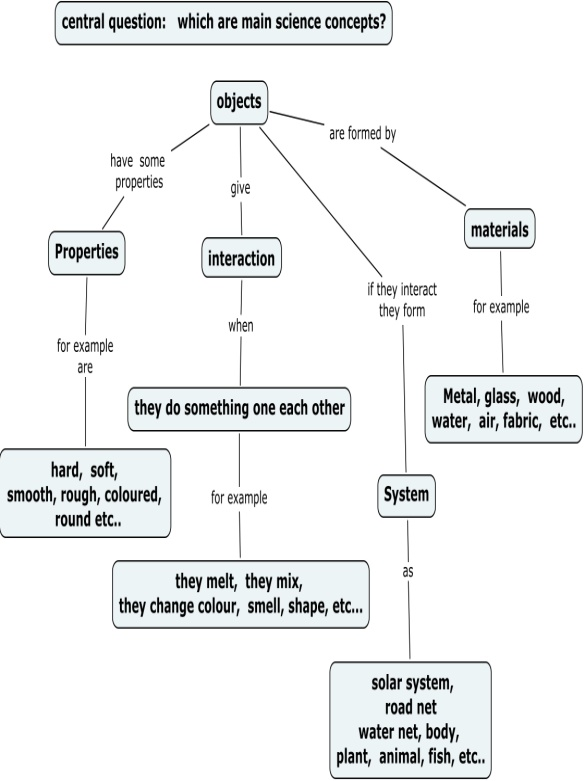 central question: which are main science concepts?
objects
are formed by
have some
properties
give
materials
Properties
interaction
if they interact
they form
for example
when
for example
are
they do something one each other
Metal, glass, wood,
water, air, fabric, etc..
hard, soft,
smooth, rough, coloured,
round etc..
for example
System
they melt, they mix,
they change colour, smell, shape, etc...
as
solar system,
road net
water net, body,
plant, animal, fish, etc..